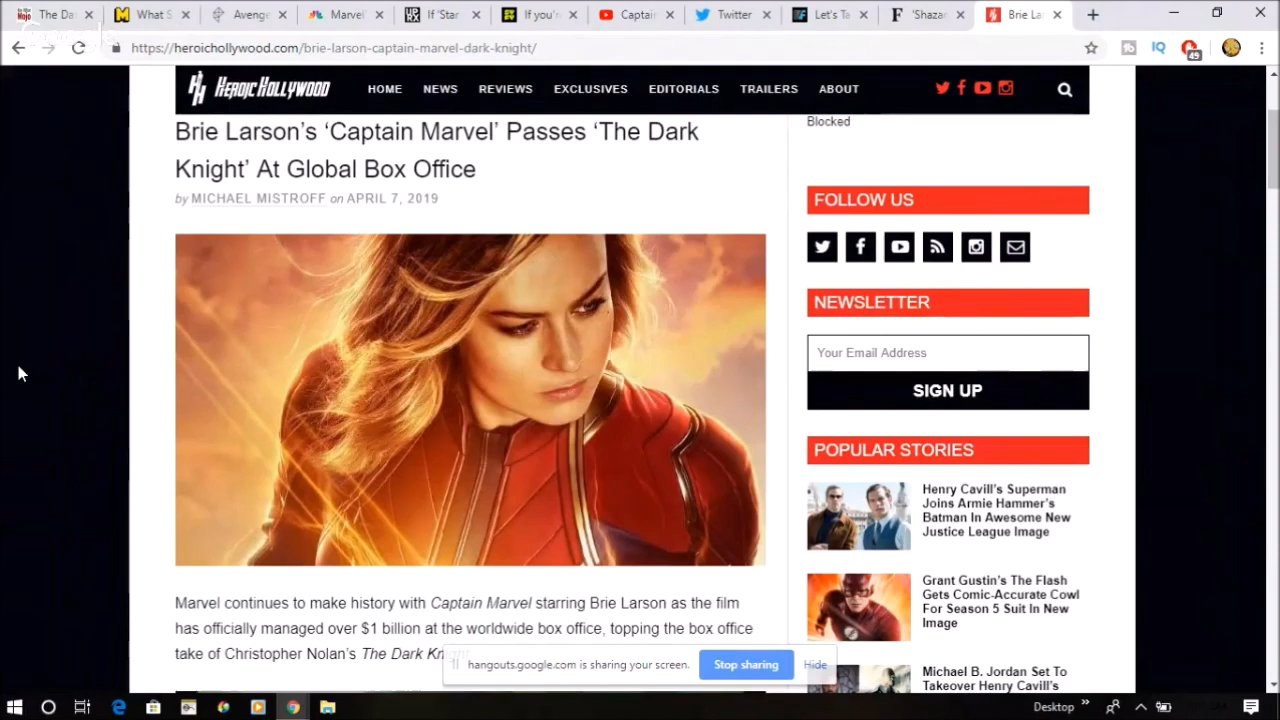 The Da
What S
Aveng
Marvel
If 'Star
If you'r
Captai
Twitter
Let's Ta
'Shaza
Brie La
https://heroichollywood.com/brie-larson-captain-marvel-dark-knight/
IQ
45
HEROIC HOLLYWOOD
HOME NEWS REVIEWS EXCLUSIVES EDITORIALS TRAILERS ABOUT
Brie Larson's 'Captain Marvel' Passes 'The Dark
Knight' At Global Box Office
by MICHAEL MISTROFF on APRIL 7, 2019
Marvel continues to make history with Captain Marvel starring Brie Larson as the film
has officially managed over $1 billion at the worldwide box office, topping the box office
take of Christopher Nolan's The Dark
Blocked
FOLLOW US
NEWSLETTER
Your Email Address
SIGN UP
POPULAR STORIES
Henry Cavill's Superman
Joins Armie Hammer's
Batman In Awesome New
Justice League Image
Grant Gustin's The Flash
Gets Comic-Accurate Cowl
For Season 5 Suit In New
Image
Michael B. Jordan Set To
Takeover Henry Cavill's
hangouts.google.com is sharing your screen. Stop sharing Hide
Desktop